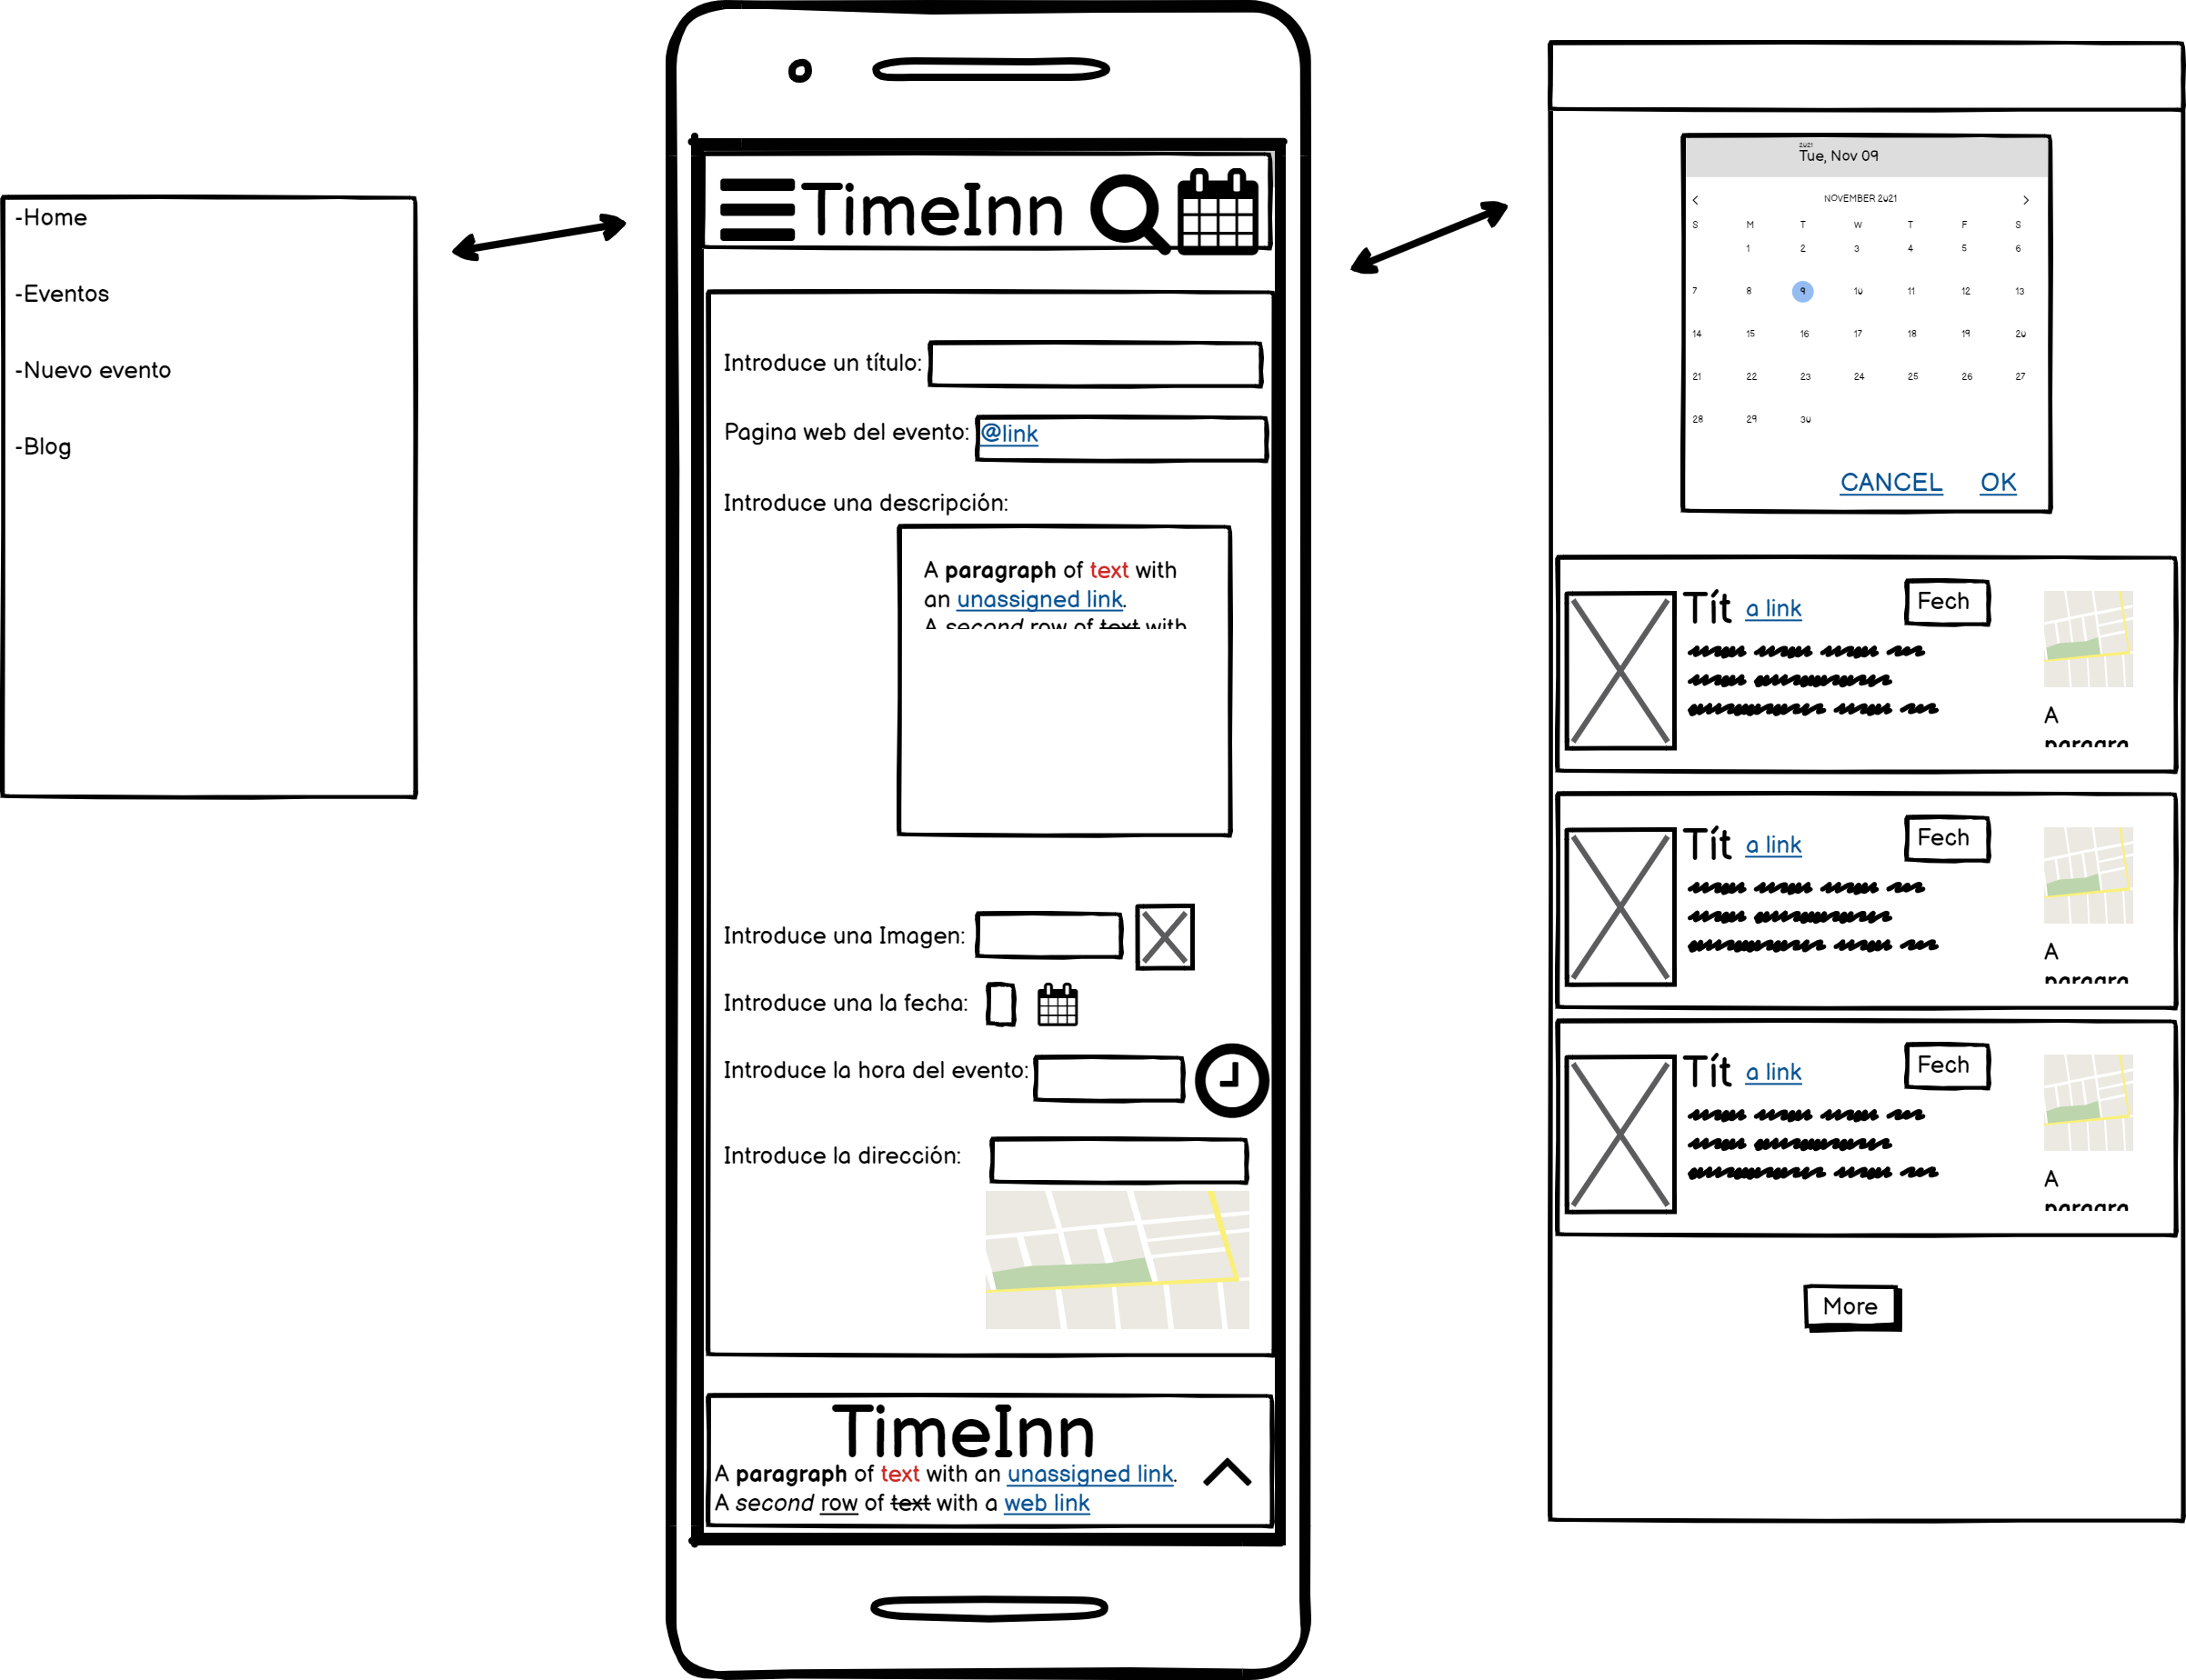 -Home
-Eventos
-Nuevo evento
-Blog
TimeInn
Introduce un título:
Pagina web del evento: @link
Introduce una descripción:
A paragraph of text with
an unassigned link.
A second row of text with
Introduce una Imagen:
Introduce una la fecha:
Introduce la hora del evento:
Introduce la dirección:
TimeInn
A paragraph of text with an unassigned link.
A second row of text with a web link
2021
Tue, Nov 09
NOVEMBER 2021
S M T W T F S
1 2 3 4 5 6
7 8 9 10 11 12 13
14 15 16 17 18 19 20
21 22 23 24 25 26 27
28 29 30
CANCEL OK
Tít a link Fech
A
paragra
Tít a link Fech
A
paragra
Tít a link Fech
A
paragra
More